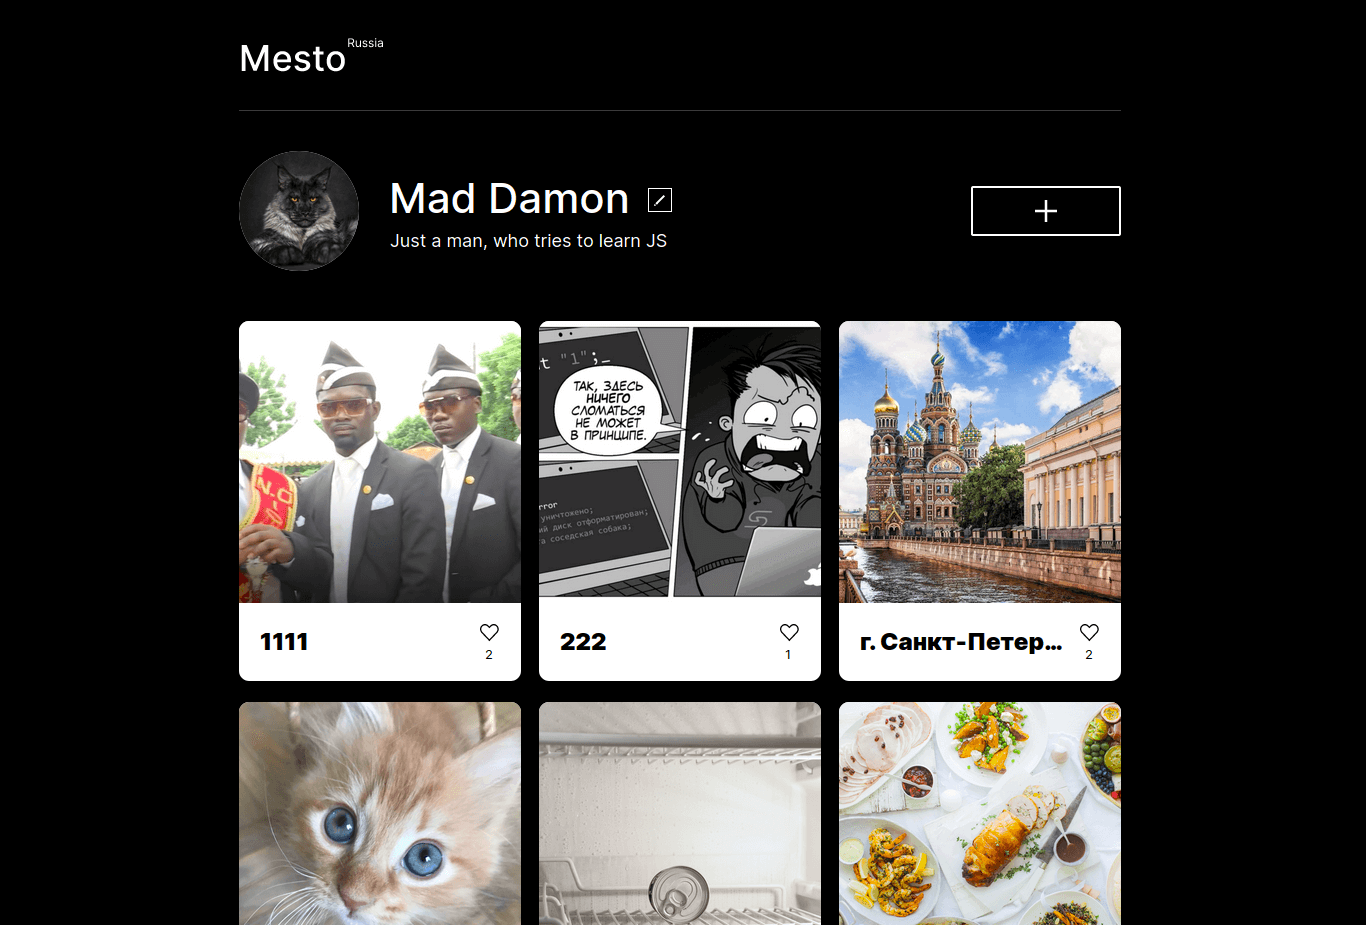 Mesto Russia
Mad Damon
Just a man, who tries to learn JS
N.O
t "1";_
ТАК, ЗДЕСЬ
НИЧЕГО
СЛОМАТЬСЯ
НЕ МОЖЕТ
В ПРИНЦИПЕ.
rror
уничтожено;
ий диск отформатирован;
та соседская собака;
1111
2
222
1
г. Санкт-Петер...
2